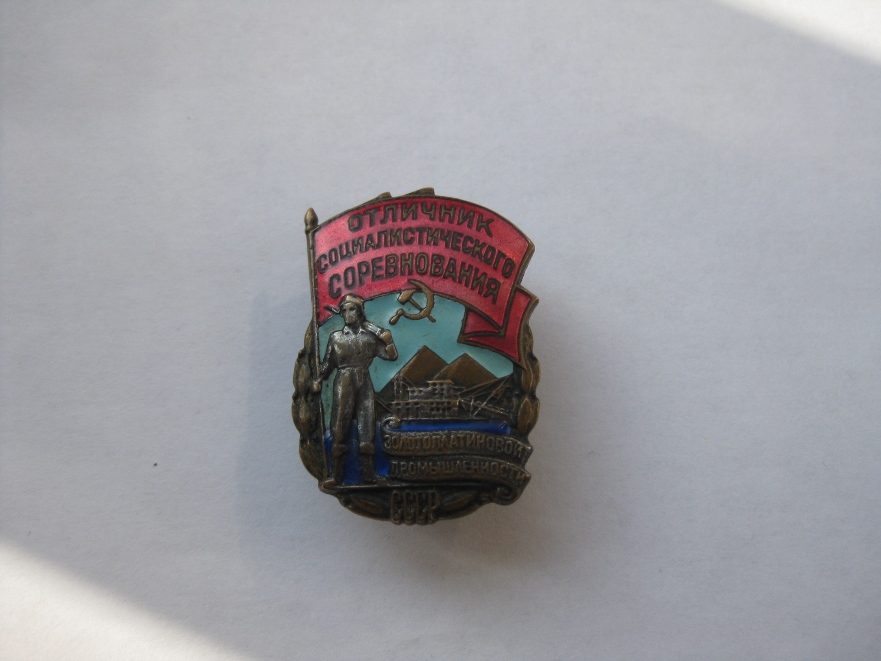 ОТЛИЧНИК
СОЦИАЛИСТИЧЕСКОГО
СОРЕВНОВАНИЯ
ЗОЛОТОПЛАТИНОВОЙ
ПРОМЫШЛЕННОСТИ
СССР